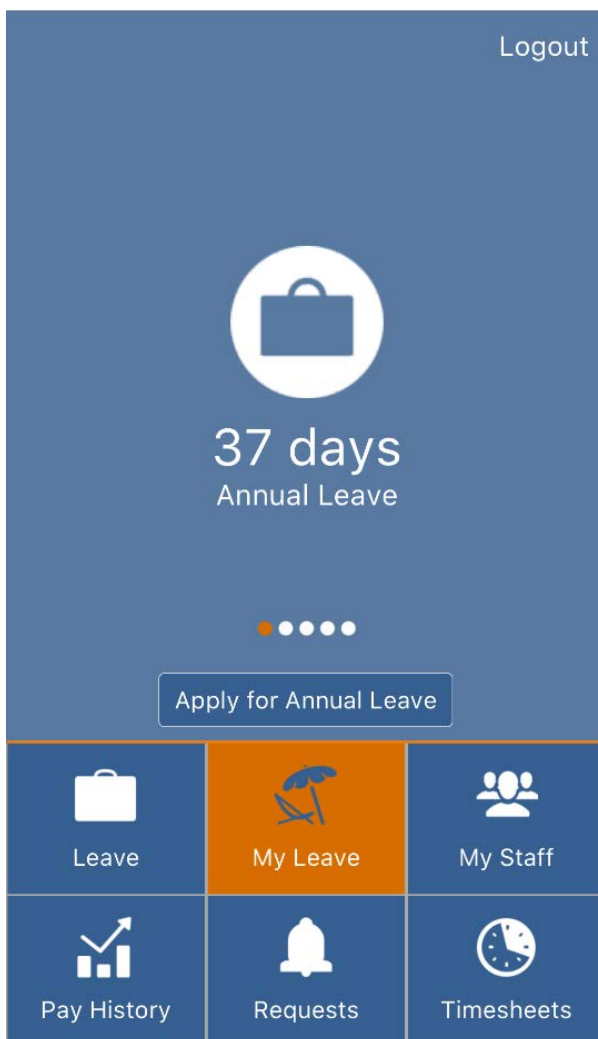 Logout
37 days
Annual Leave
Apply for Annual Leave
Leave
My Leave
My Staff
Pay History
Requests
Timesheets